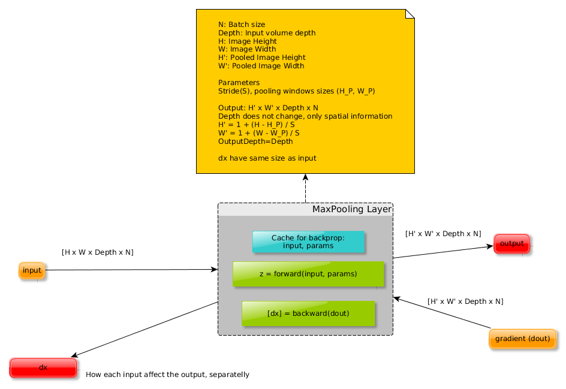 N: Batch size
Depth: Input volume depth
H: Image Height
W: Image Width
H': Pooled Image Height
W': Pooled Image Width
Parameters
Stride(S), pooling windows sizes (H_P, W_P)
Output: H' x W' x Depth x N
Depth does not change, only spatial information
H' = 1 + (H - H_P) / S
W' = 1 + (W - W_P) / S
OutputDepth=Depth
dx have same size as input
MaxPooling Layer
Cache for backprop:
input, params
z = forward(input, params)
[dx] = backward(dout)
[H x W x Depth x N]
input
[H' x W' x Depth x N]
output
[H' x W' x Depth x N]
gradient (dout)
dx
How each input affect the output, separatelly